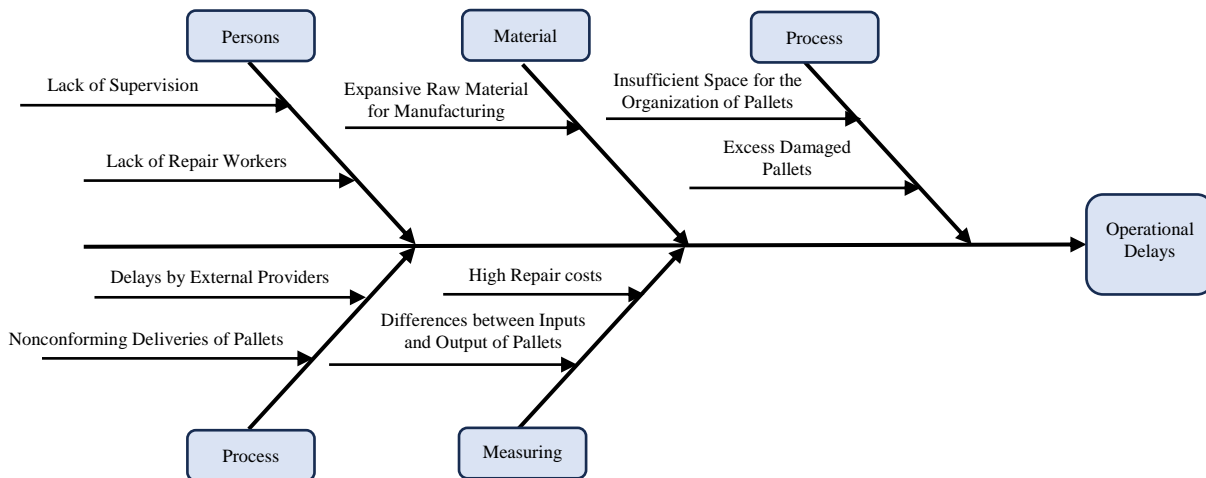 Persons
Material
Process
Lack of Supervision
Expansive Raw Material
for Manufacturing
Insufficient Space for the
Organization of Pallets
Lack of Repair Workers
Excess Damaged
Pallets
Operational
Delays
Delays by External Providers
High Repair costs
Nonconforming Deliveries of Pallets
Differences between Inputs
and Output of Pallets
Process
Measuring